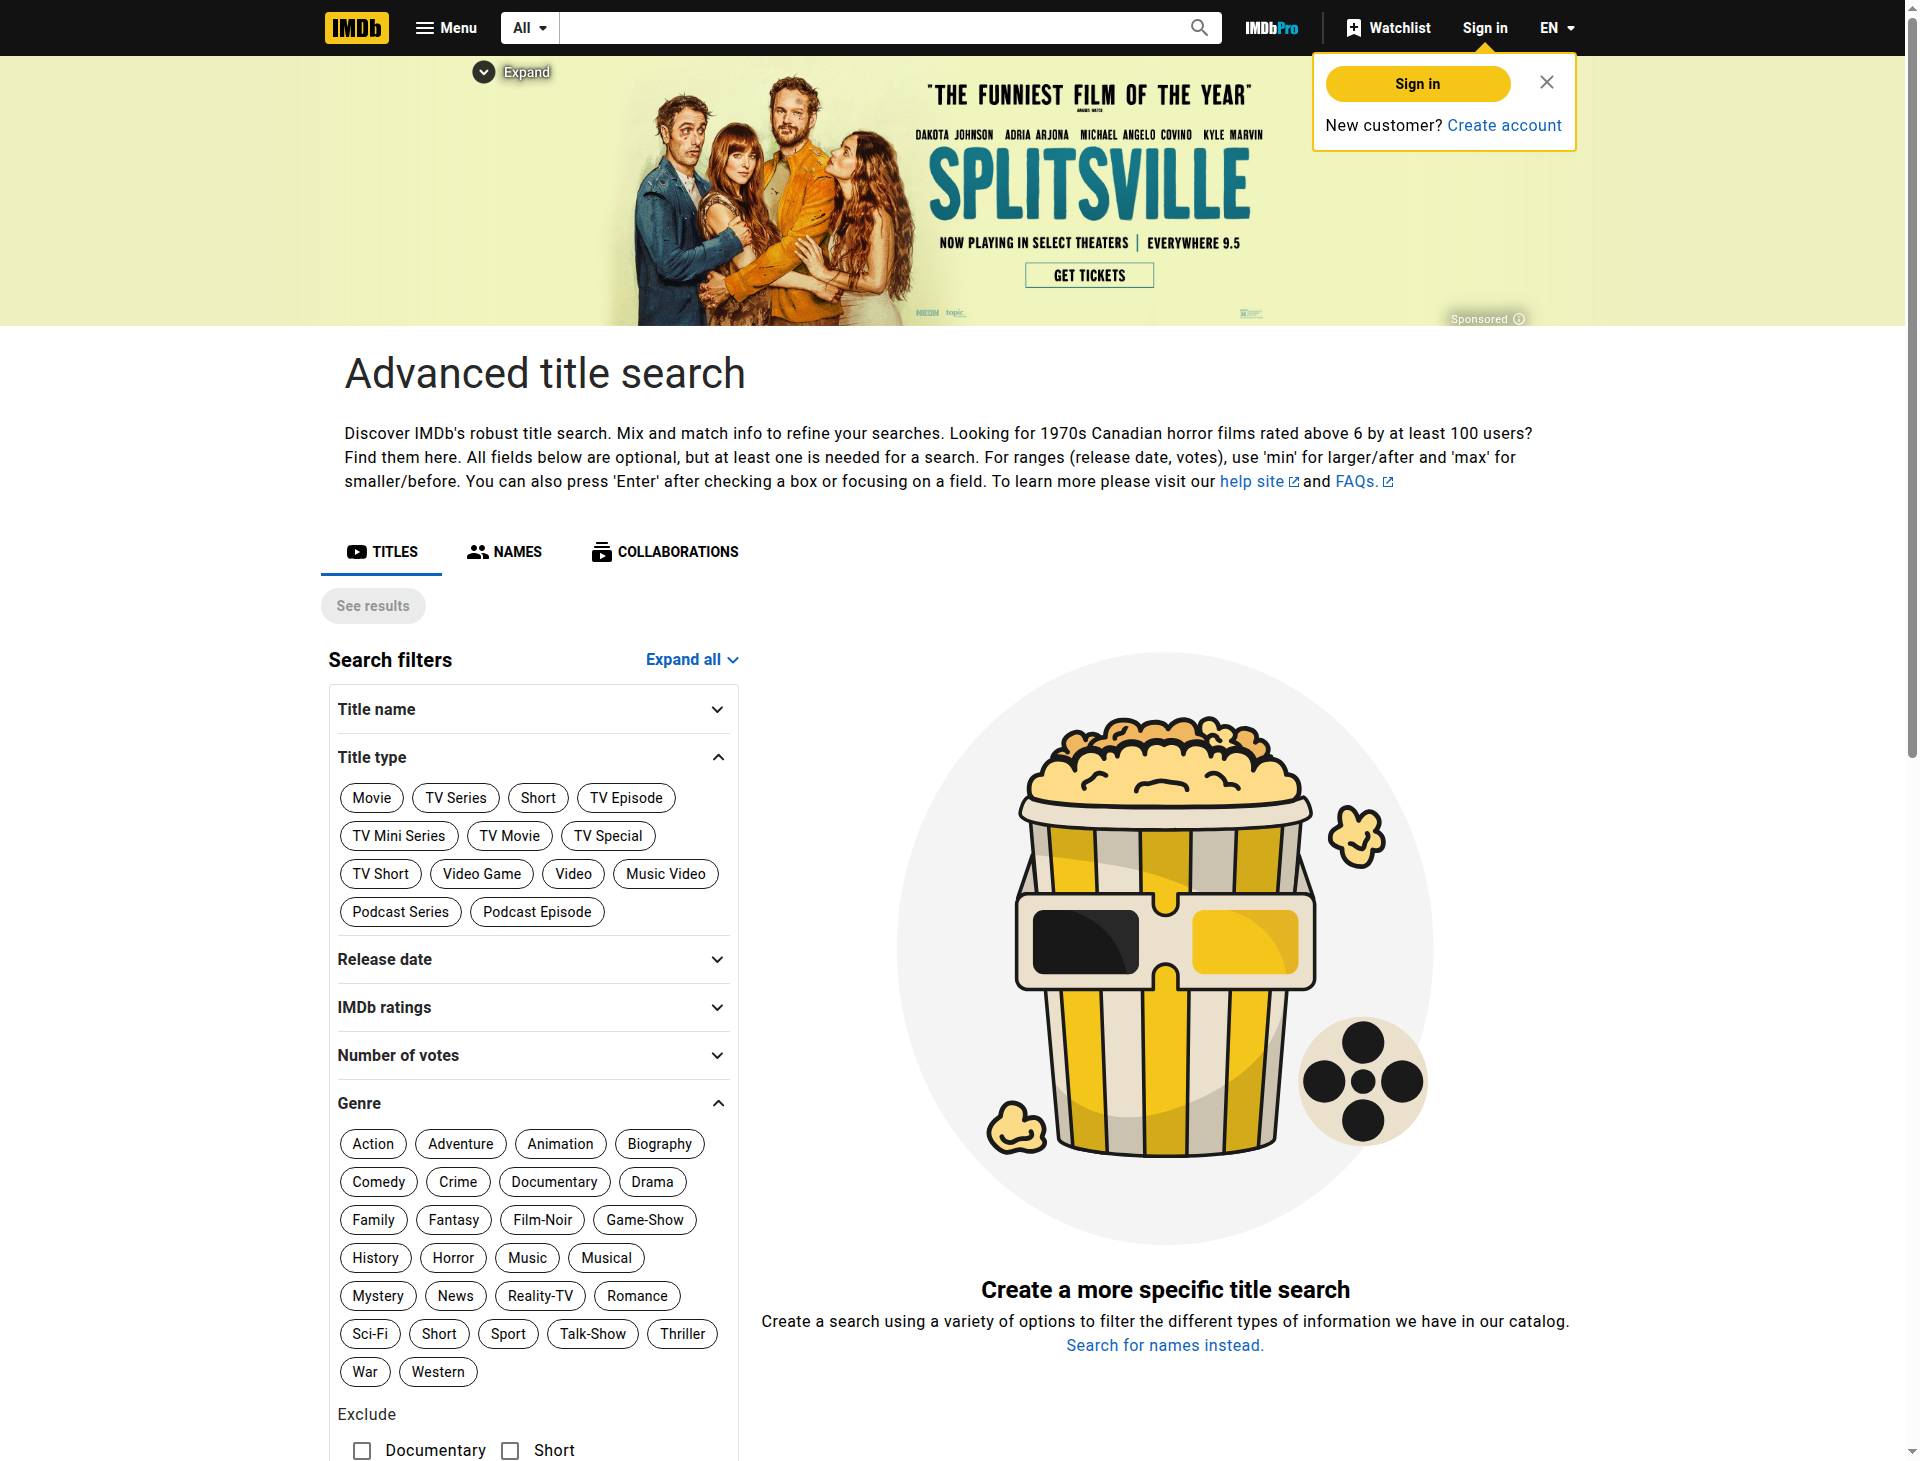 IMDb Menu All IMDbPro Watchlist Sign in EN
Expand
Sign in
New customer? Create account
"THE FUNNIEST FILM OF THE YEAR"
DAKOTA JOHNSON ADRIA ARJONA MICHAEL ANGELO COVINO KYLE MARVIN
SPLITSVILLE
NOW PLAYING IN SELECT THEATERS | EVERYWHERE 9.5
GET TICKETS
NEON topic
Sponsored
Advanced title search
Discover IMDb's robust title search. Mix and match info to refine your searches. Looking for 1970s Canadian horror films rated above 6 by at least 100 users?
Find them here. All fields below are optional, but at least one is needed for a search. For ranges (release date, votes), use 'min' for larger/after and 'max' for
smaller/before. You can also press 'Enter' after checking a box or focusing on a field. To learn more please visit our help site and FAQs.
TITLES NAMES COLLABORATIONS
See results
Search filters Expand all
Title name
Title type
Movie TV Series Short TV Episode
TV Mini Series TV Movie TV Special
TV Short Video Game Video Music Video
Podcast Series Podcast Episode
Release date
IMDb ratings
Number of votes
Genre
Action Adventure Animation Biography
Comedy Crime Documentary Drama
Family Fantasy Film-Noir Game-Show
History Horror Music Musical
Mystery News Reality-TV Romance
Sci-Fi Short Sport Talk-Show Thriller
War Western
Exclude
Documentary Short
Create a more specific title search
Create a search using a variety of options to filter the different types of information we have in our catalog.
Search for names instead.